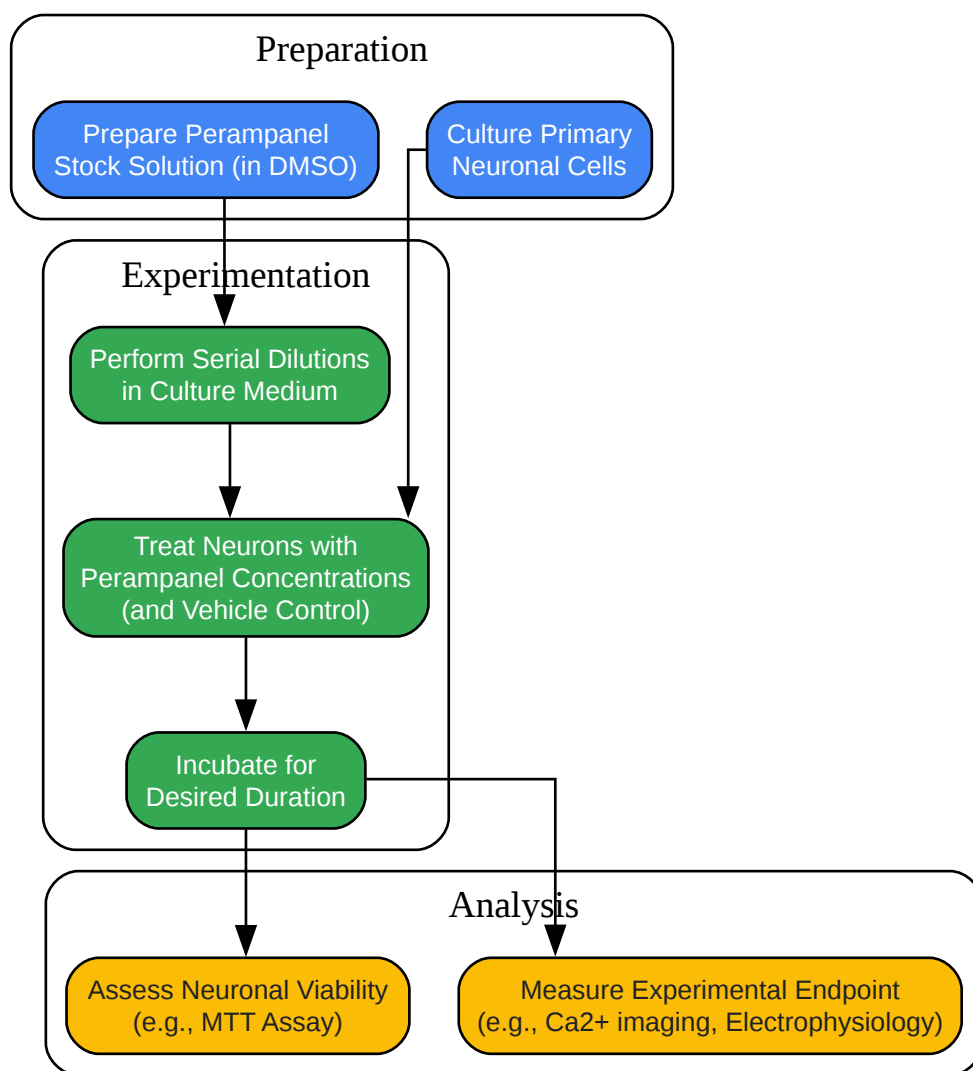 Preparation
Prepare Perampanel
Stock Solution (in DMSO)
Culture Primary
Neuronal Cells
Experimentation
Perform Serial Dilutions
in Culture Medium
Treat Neurons with
Perampanel Concentrations
(and Vehicle Control)
Incubate for
Desired Duration
Analysis
Assess Neuronal Viability
(e.g., MTT Assay)
Measure Experimental Endpoint
(e.g., Ca2+ imaging, Electrophysiology)